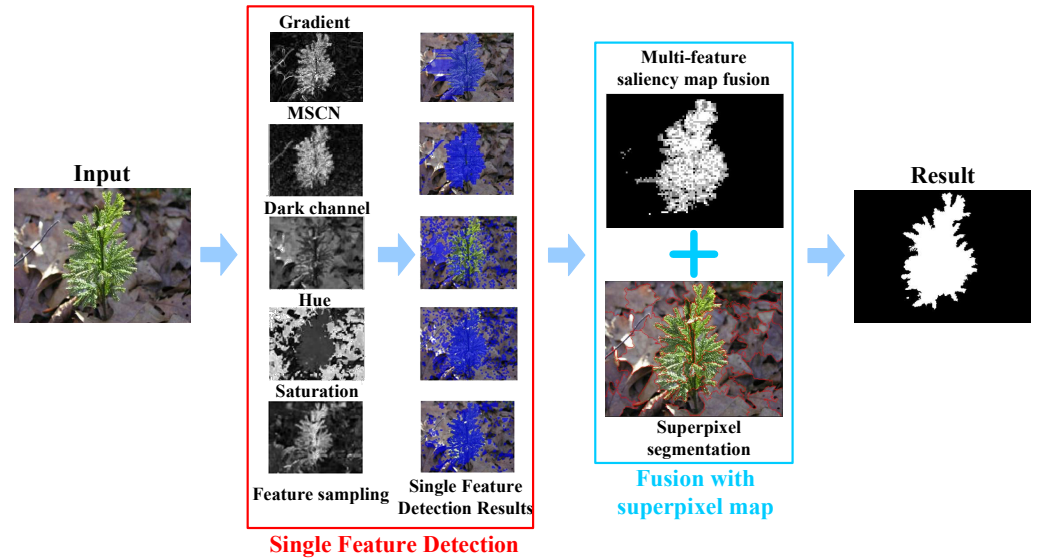 Input
Gradient
MSCN
Dark channel
Hue
Saturation
Feature sampling
Single Feature
Detection Results
Single Feature Detection
Multi-feature
saliency map fusion
Superpixel
segmentation
Fusion with
superpixel map
Result